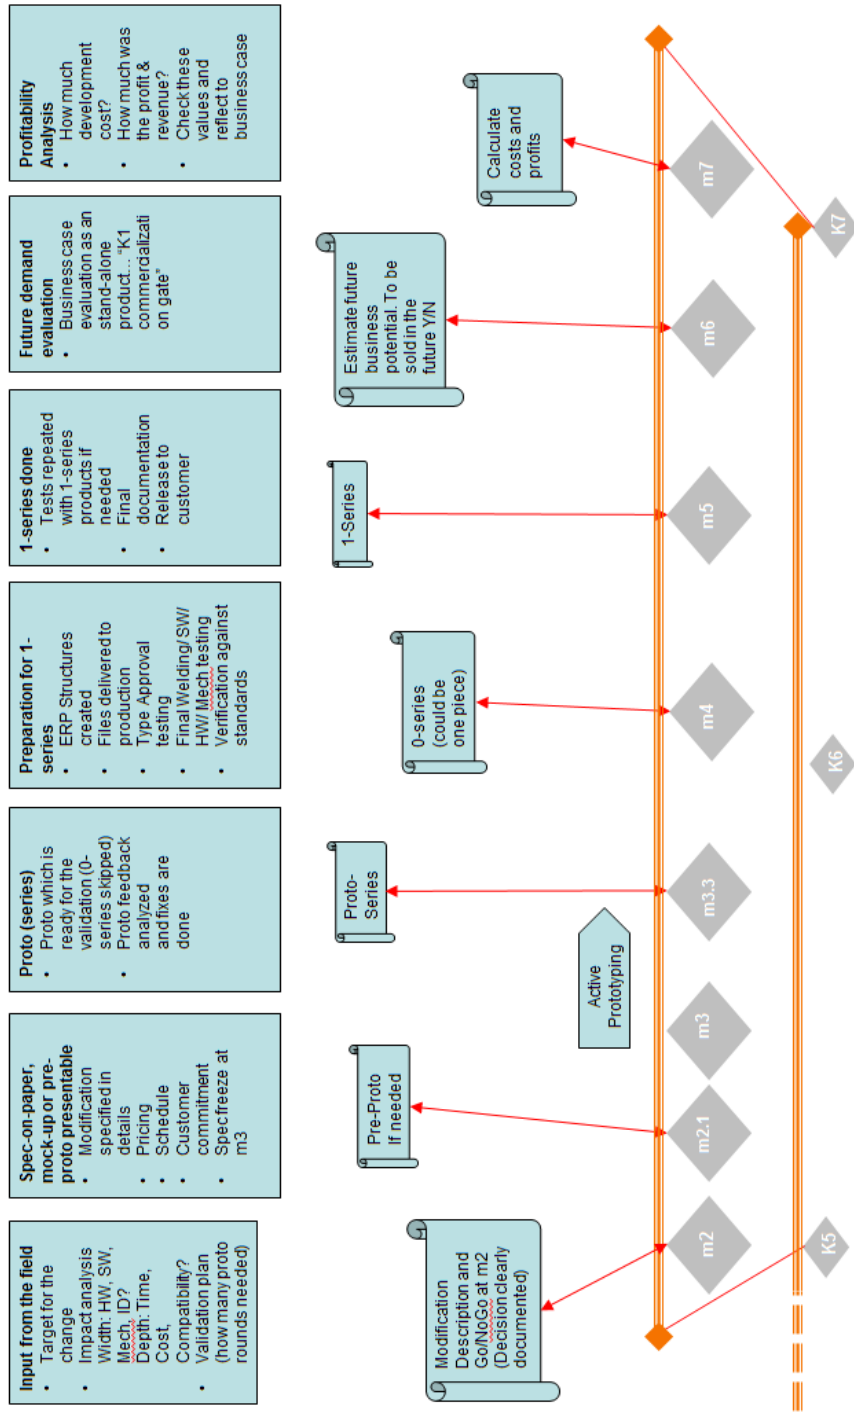 Input from the field
• Target for the
change
• Impact analysis
Width: HW, SW,
Mech, ID?
Depth: Time,
Cost,
Compatibility?
• Validation plan
(how many proto
rounds needed)
Spec-on-paper,
mock-up or pre-
proto presentable
• Modification
specified in
details
• Pricing
• Schedule
• Customer
commitment
• Spec freeze at
m3
Proto (series)
• Proto which is
ready for the
validation (0-
series skipped)
• Proto feedback
analyzed
and fixes are
done
Preparation for 1-
series
• ERP Structures
created
• Files delivered to
production
• Type Approval
testing
• Final Welding/ SW/
HW/ Mech testing
• Verification against
standards
1-series done
• Tests repeated
with 1-series
products if
needed
• Final
documentation
• Release to
customer
Future demand
evaluation
• Business case
evaluation as an
stand-alone
product... “K1
commercializati
on gate”
Profitability
Analysis
• How much
development
cost?
• How much was
the profit &
revenue?
• Check these
values and
reflect to
business case
Modification
Description and
Go/NoGo at m2
(Decision clearly
documented)
Pre-Proto
If needed
Proto-
Series
0-series
(could be
one piece)
1-Series
Estimate future
business
potential. To be
sold in the
future Y/N
Calculate
costs and
profits
Active
Prototyping
m2
m2.1
m3
m3.3
m4
m5
m6
m7
K5
K6
K7